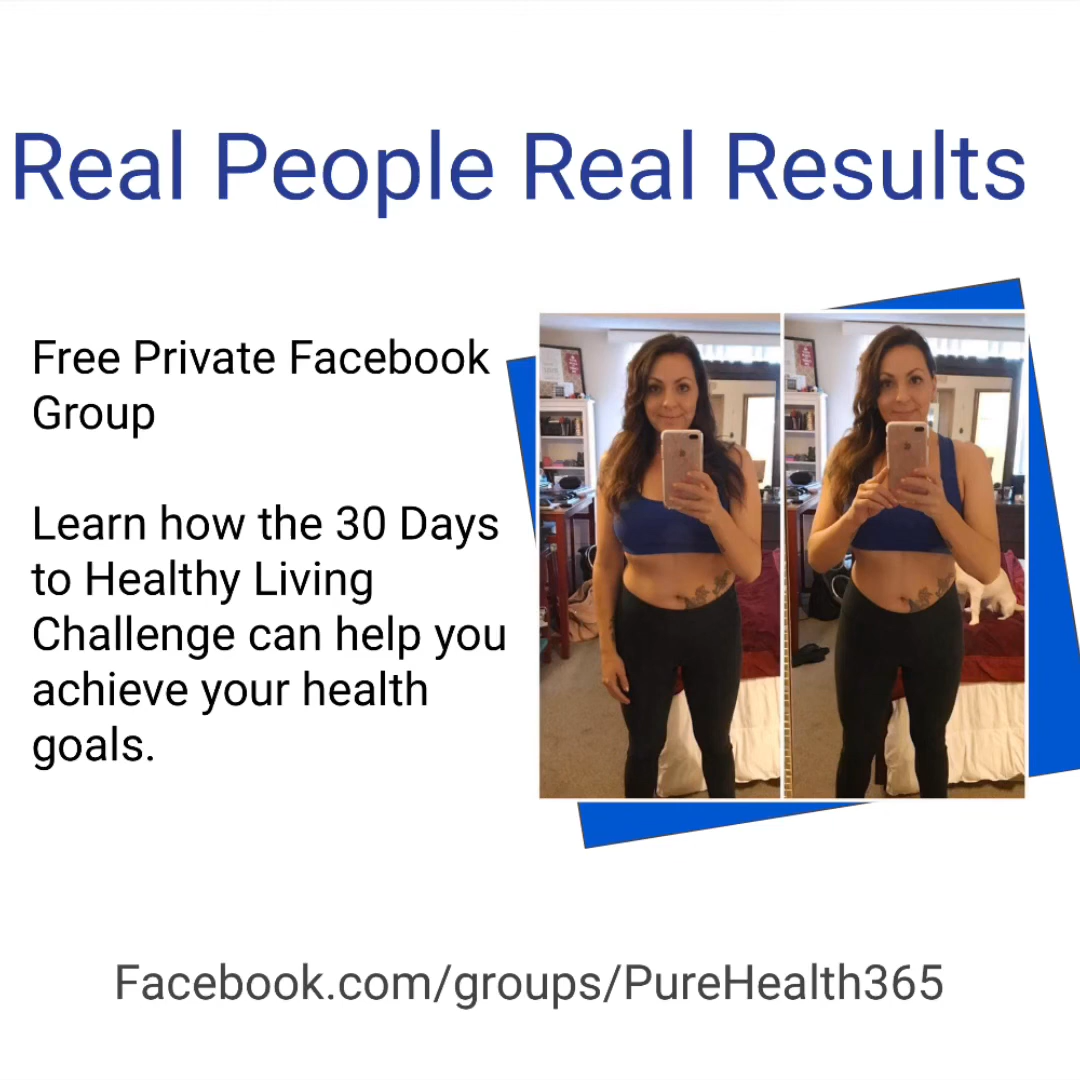 Real People Real Results
Free Private Facebook
Group
Learn how the 30 Days
to Healthy Living
Challenge can help you
achieve your health
goals.
Facebook.com/groups/PureHealth365